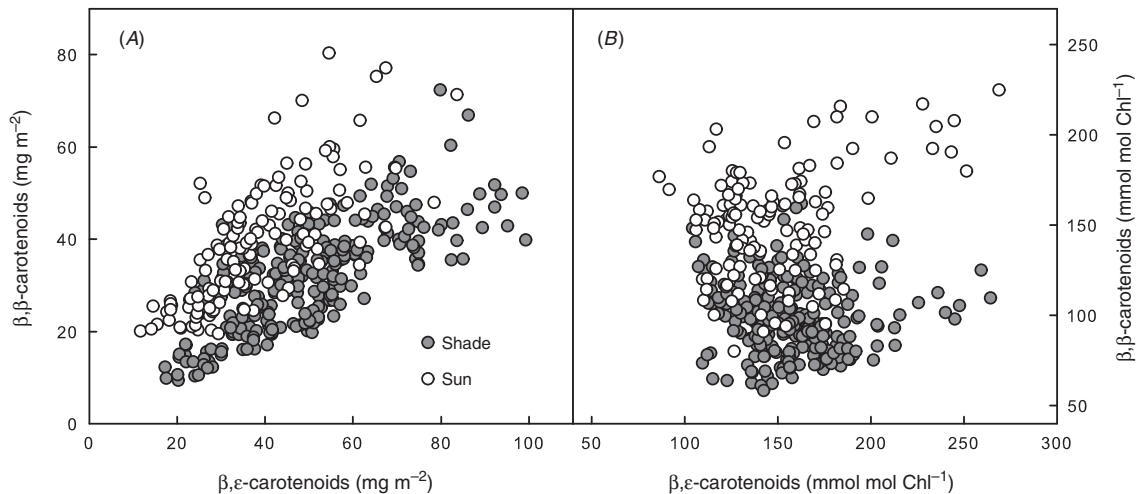 (A)
(B)
80
60
40
20
0
β,β-carotenoids (mg m−2)
Shade
Sun
0 20 40 60 80 100
β,ε-carotenoids (mg m−2)
250
200
150
100
50
β,β-carotenoids (mmol mol Chl−1)
50 100 150 200 250 300
β,ε-carotenoids (mmol mol Chl−1)